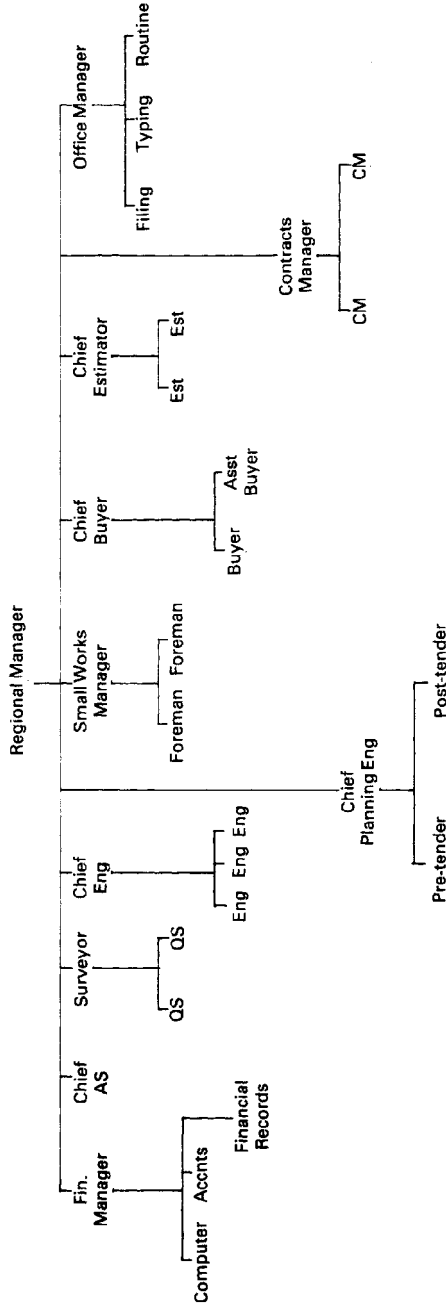 Regional Manager
Fin.
Manager
Chief
AS
Surveyor
Chief
Eng
Small Works
Manager
Chief
Buyer
Chief
Estimator
Office Manager
Computer
Accnts
Financial
Records
QS
QS
Eng Eng Eng
Foreman Foreman
Buyer
Asst
Buyer
Est
Est
Filing
Typing
Routine
Chief
Planning Eng
Pre-tender
Post-tender
Contracts
Manager
CM
CM